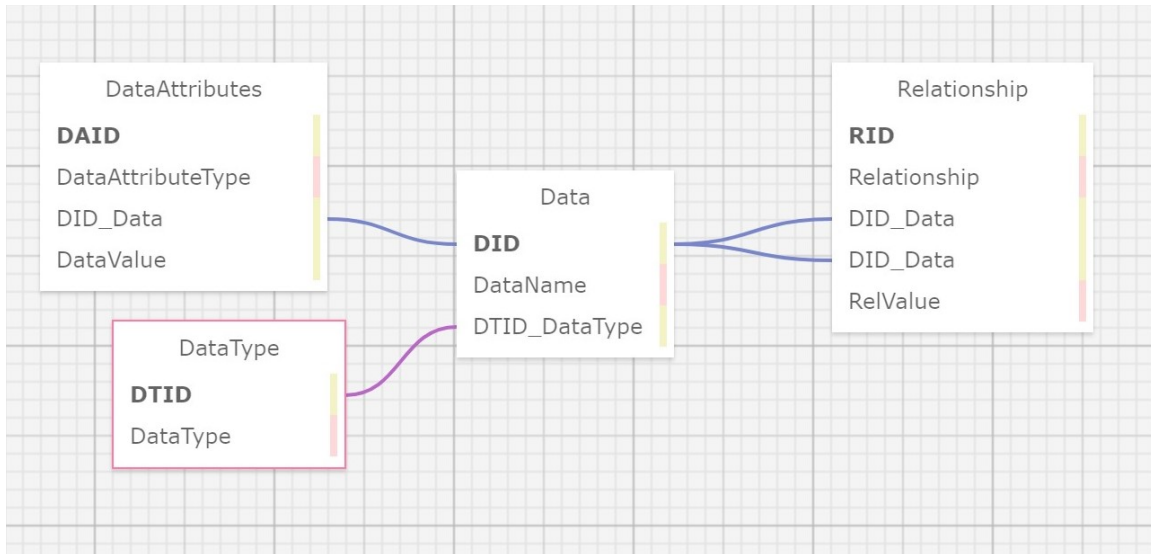 DataAttributes
DAID
DataAttributeType
DID_Data
DataValue
DataType
DTID
DataType
Data
DID
DataName
DTID_DataType
Relationship
RID
Relationship
DID_Data
DID_Data
RelValue